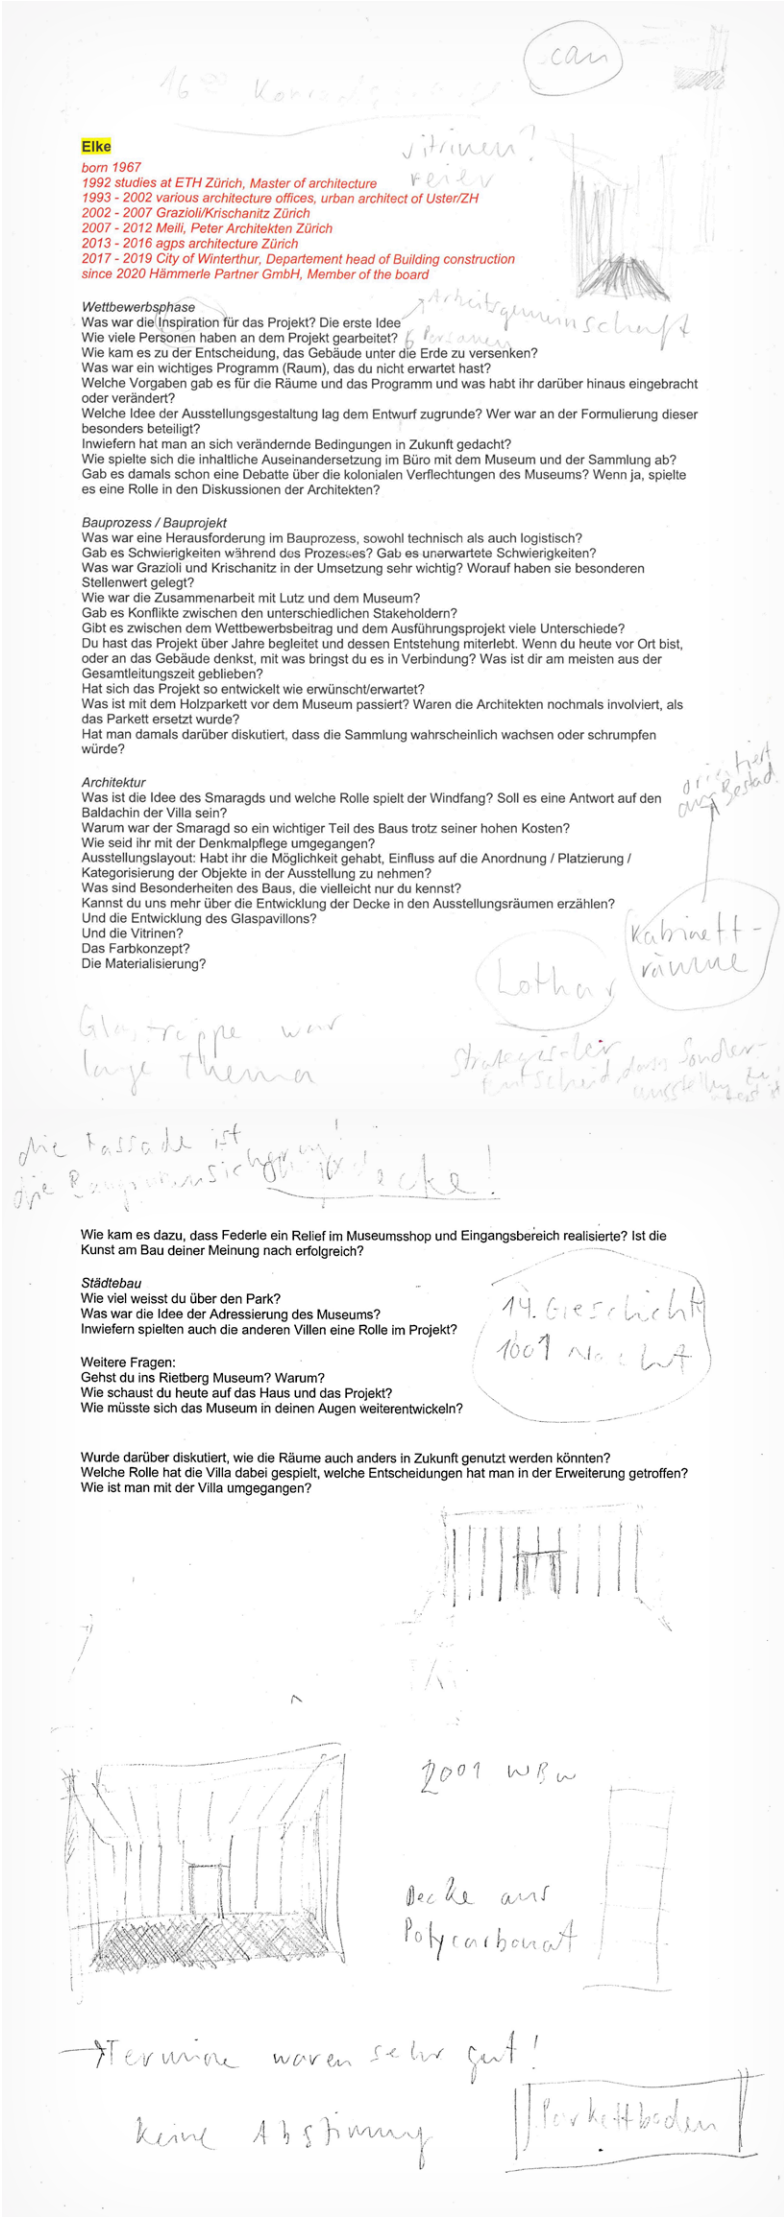 scan
16
Elke
vitrinen?
born 1967
1992 studies at ETH Zürich, Master of architecture
1993 - 2002 various architecture offices, urban architect of Uster/ZH
2002 - 2007 Grazioli/Krischanitz Zürich
2007 - 2012 Meili, Peter Architekten Zürich
2013 - 2016 agps architecture Zürich
2017 - 2019 City of Winterthur, Departement head of Building construction
since 2020 Hämmerle Partner GmbH, Member of the board
Arbeitsgemeinschaft
Wettbewerbsphase
Was war die Inspiration für das Projekt? Die erste Idee
Wie viele Personen haben an dem Projekt gearbeitet? 6 Personen
Wie kam es zu der Entscheidung, das Gebäude unter die Erde zu versenken?
Was war ein wichtiges Programm (Raum), das du nicht erwartet hast?
Welche Vorgaben gab es für die Räume und das Programm und was habt ihr darüber hinaus eingebracht
oder verändert?
Welche Idee der Ausstellungsgestaltung lag dem Entwurf zugrunde? Wer war an der Formulierung dieser
besonders beteiligt?
Inwiefern hat man an sich verändernde Bedingungen in Zukunft gedacht?
Wie spielte sich die inhaltliche Auseinandersetzung im Büro mit dem Museum und der Sammlung ab?
Gab es damals schon eine Debatte über die kolonialen Verflechtungen des Museums? Wenn ja, spielte
es eine Rolle in den Diskussionen der Architekten?
Bauprozess / Bauprojekt
Was war eine Herausforderung im Bauprozess, sowohl technisch als auch logistisch?
Gab es Schwierigkeiten während des Prozesses? Gab es unerwartete Schwierigkeiten?
Was war Grazioli und Krischanitz in der Umsetzung sehr wichtig? Worauf haben sie besonderen
Stellenwert gelegt?
Wie war die Zusammenarbeit mit Lutz und dem Museum?
Gab es Konflikte zwischen den unterschiedlichen Stakeholdern?
Gibt es zwischen dem Wettbewerbsbeitrag und dem Ausführungsprojekt viele Unterschiede?
Du hast das Projekt über Jahre begleitet und dessen Entstehung miterlebt. Wenn du heute vor Ort bist,
oder an das Gebäude denkst, mit was bringst du es in Verbindung? Was ist dir am meisten aus der
Gesamtleitungszeit geblieben?
Hat sich das Projekt so entwickelt wie erwünscht/erwartet?
Was ist mit dem Holzparkett vor dem Museum passiert? Waren die Architekten nochmals involviert, als
das Parkett ersetzt wurde?
Hat man damals darüber diskutiert, dass die Sammlung wahrscheinlich wachsen oder schrumpfen
würde?
orientiert
am Bestad
Architektur
Was ist die Idee des Smaragds und welche Rolle spielt der Windfang? Soll es eine Antwort auf den
Baldachin der Villa sein?
Warum war der Smaragd so ein wichtiger Teil des Baus trotz seiner hohen Kosten?
Wie seid ihr mit der Denkmalpflege umgegangen?
Ausstellungslayout: Habt ihr die Möglichkeit gehabt, Einfluss auf die Anordnung / Platzierung /
Kategorisierung der Objekte in der Ausstellung zu nehmen?
Was sind Besonderheiten des Baus, die vielleicht nur du kennst?
Kannst du uns mehr über die Entwicklung der Decke in den Ausstellungsräumen erzählen?
Und die Entwicklung des Glaspavillons?
Und die Vitrinen?
Das Farbkonzept?
Die Materialisierung?
Kabinett-
räume
Lothar
Glastreppe war
lange Thema
Strategischer
Entscheid, dass Sonder-
die Fassade ist
decke!
Wie kam es dazu, dass Federle ein Relief im Museumsshop und Eingangsbereich realisierte? Ist die
Kunst am Bau deiner Meinung nach erfolgreich?
Städtebau
Wie viel weisst du über den Park?
Was war die Idee der Adressierung des Museums?
Inwiefern spielten auch die anderen Villen eine Rolle im Projekt?
14. Geschicht
1001 Nacht
Weitere Fragen:
Gehst du ins Rietberg Museum? Warum?
Wie schaust du heute auf das Haus und das Projekt?
Wie müsste sich das Museum in deinen Augen weiterentwickeln?
Wurde darüber diskutiert, wie die Räume auch anders in Zukunft genutzt werden könnten?
Welche Rolle hat die Villa dabei gespielt, welche Entscheidungen hat man in der Erweiterung getroffen?
Wie ist man mit der Villa umgegangen?
2001 WBW
Decke aus
Polycarbonat
→Termine waren sehr gut!
Keine Abstimung
Parkettboden